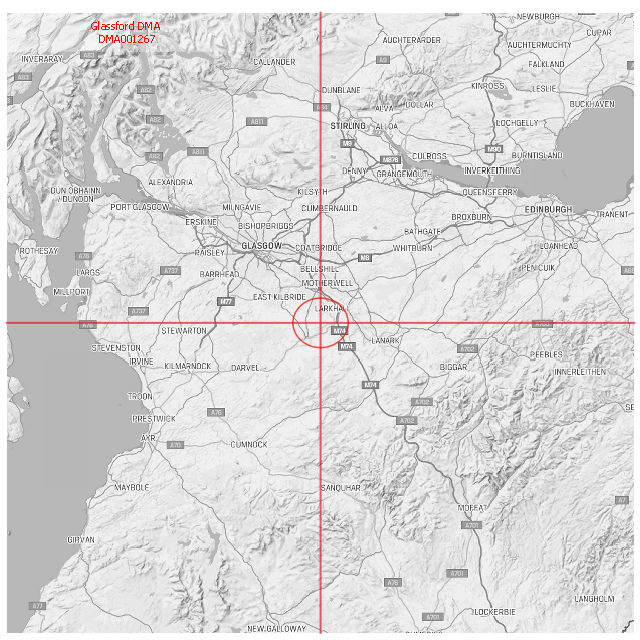 Glassford DMA
DMA001267
NEWBURGH
CUPAR
AUCHTERARDER
AUCHTERMUCHTY
A83
INVERARAY
CALLANDER
A9
FALKLAND
A83
A82
DUNBLANE
KINROSS
LESLIE
BUCKHAVEN
A84
ALVA
DOLLAR
A82
A811
STIRLING
ALLOA
LOCHGELLY
M9
M90
A82
A811
M876
CULROSS
BURNTISLAND
DENNY
GRANGEMOUTH
INVERKEITHING
ALEXANDRIA
DUN OBHAINN
/ DUNOON
KILSYTH
QUEENSFERRY
PORT GLASGOW
MILNGAVIE
CUMBERNAULD
EDINBURGH
TRANENT
ERSKINE
BISHOPBRIGGS
BROXBURN
BATHGATE
ROTHESAY
PAISLEY
GLASGOW
COATBRIDGE
WHITBURN
LOANHEAD
A78
M8
LARGS
A737
BARRHEAD
BELLSHILL
PENICUIK
MOTHERWELL
MILLPORT
M77
EAST KILBRIDE
A737
LARKHALL
A78
STEWARTON
M74
A703
LANARK
STEVENSTON
M74
A702
PEEBLES
IRVINE
KILMARNOCK
DARVEL
BIGGAR
INNERLEITHEN
M74
TROON
A702
PRESTWICK
A76
A702
AYR
A70
CUMNOCK
MAYBOLE
SANQUHAR
A7
MOFFAT
A701
GIRVAN
A76
A701
A77
LANGHOLM
LOCKERBIE
A701
NEW GALLOWAY